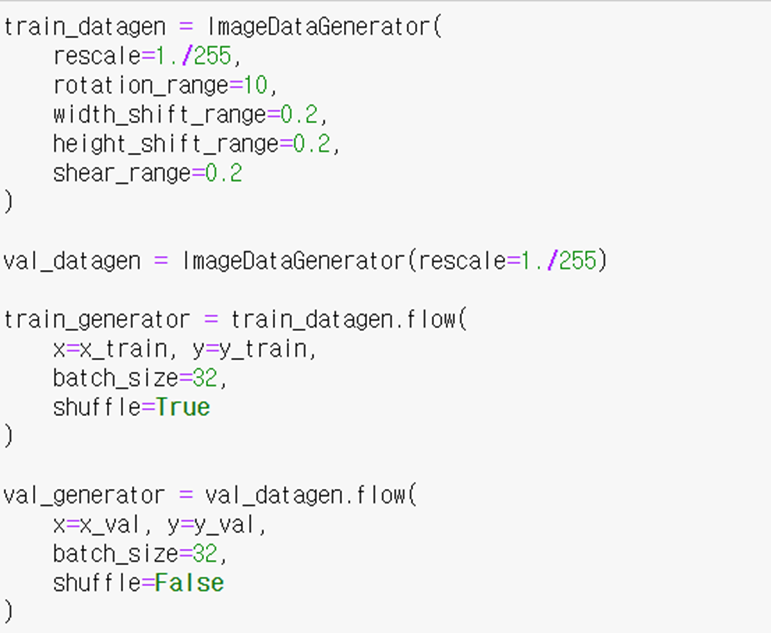 train_datagen = ImageDataGenerator(
    rescale=1./255,
    rotation_range=10,
    width_shift_range=0.2,
    height_shift_range=0.2,
    shear_range=0.2
)
val_datagen = ImageDataGenerator(rescale=1./255)
train_generator = train_datagen.flow(
    x=x_train, y=y_train,
    batch_size=32,
    shuffle=True
)
val_generator = val_datagen.flow(
    x=x_val, y=y_val,
    batch_size=32,
    shuffle=False
)